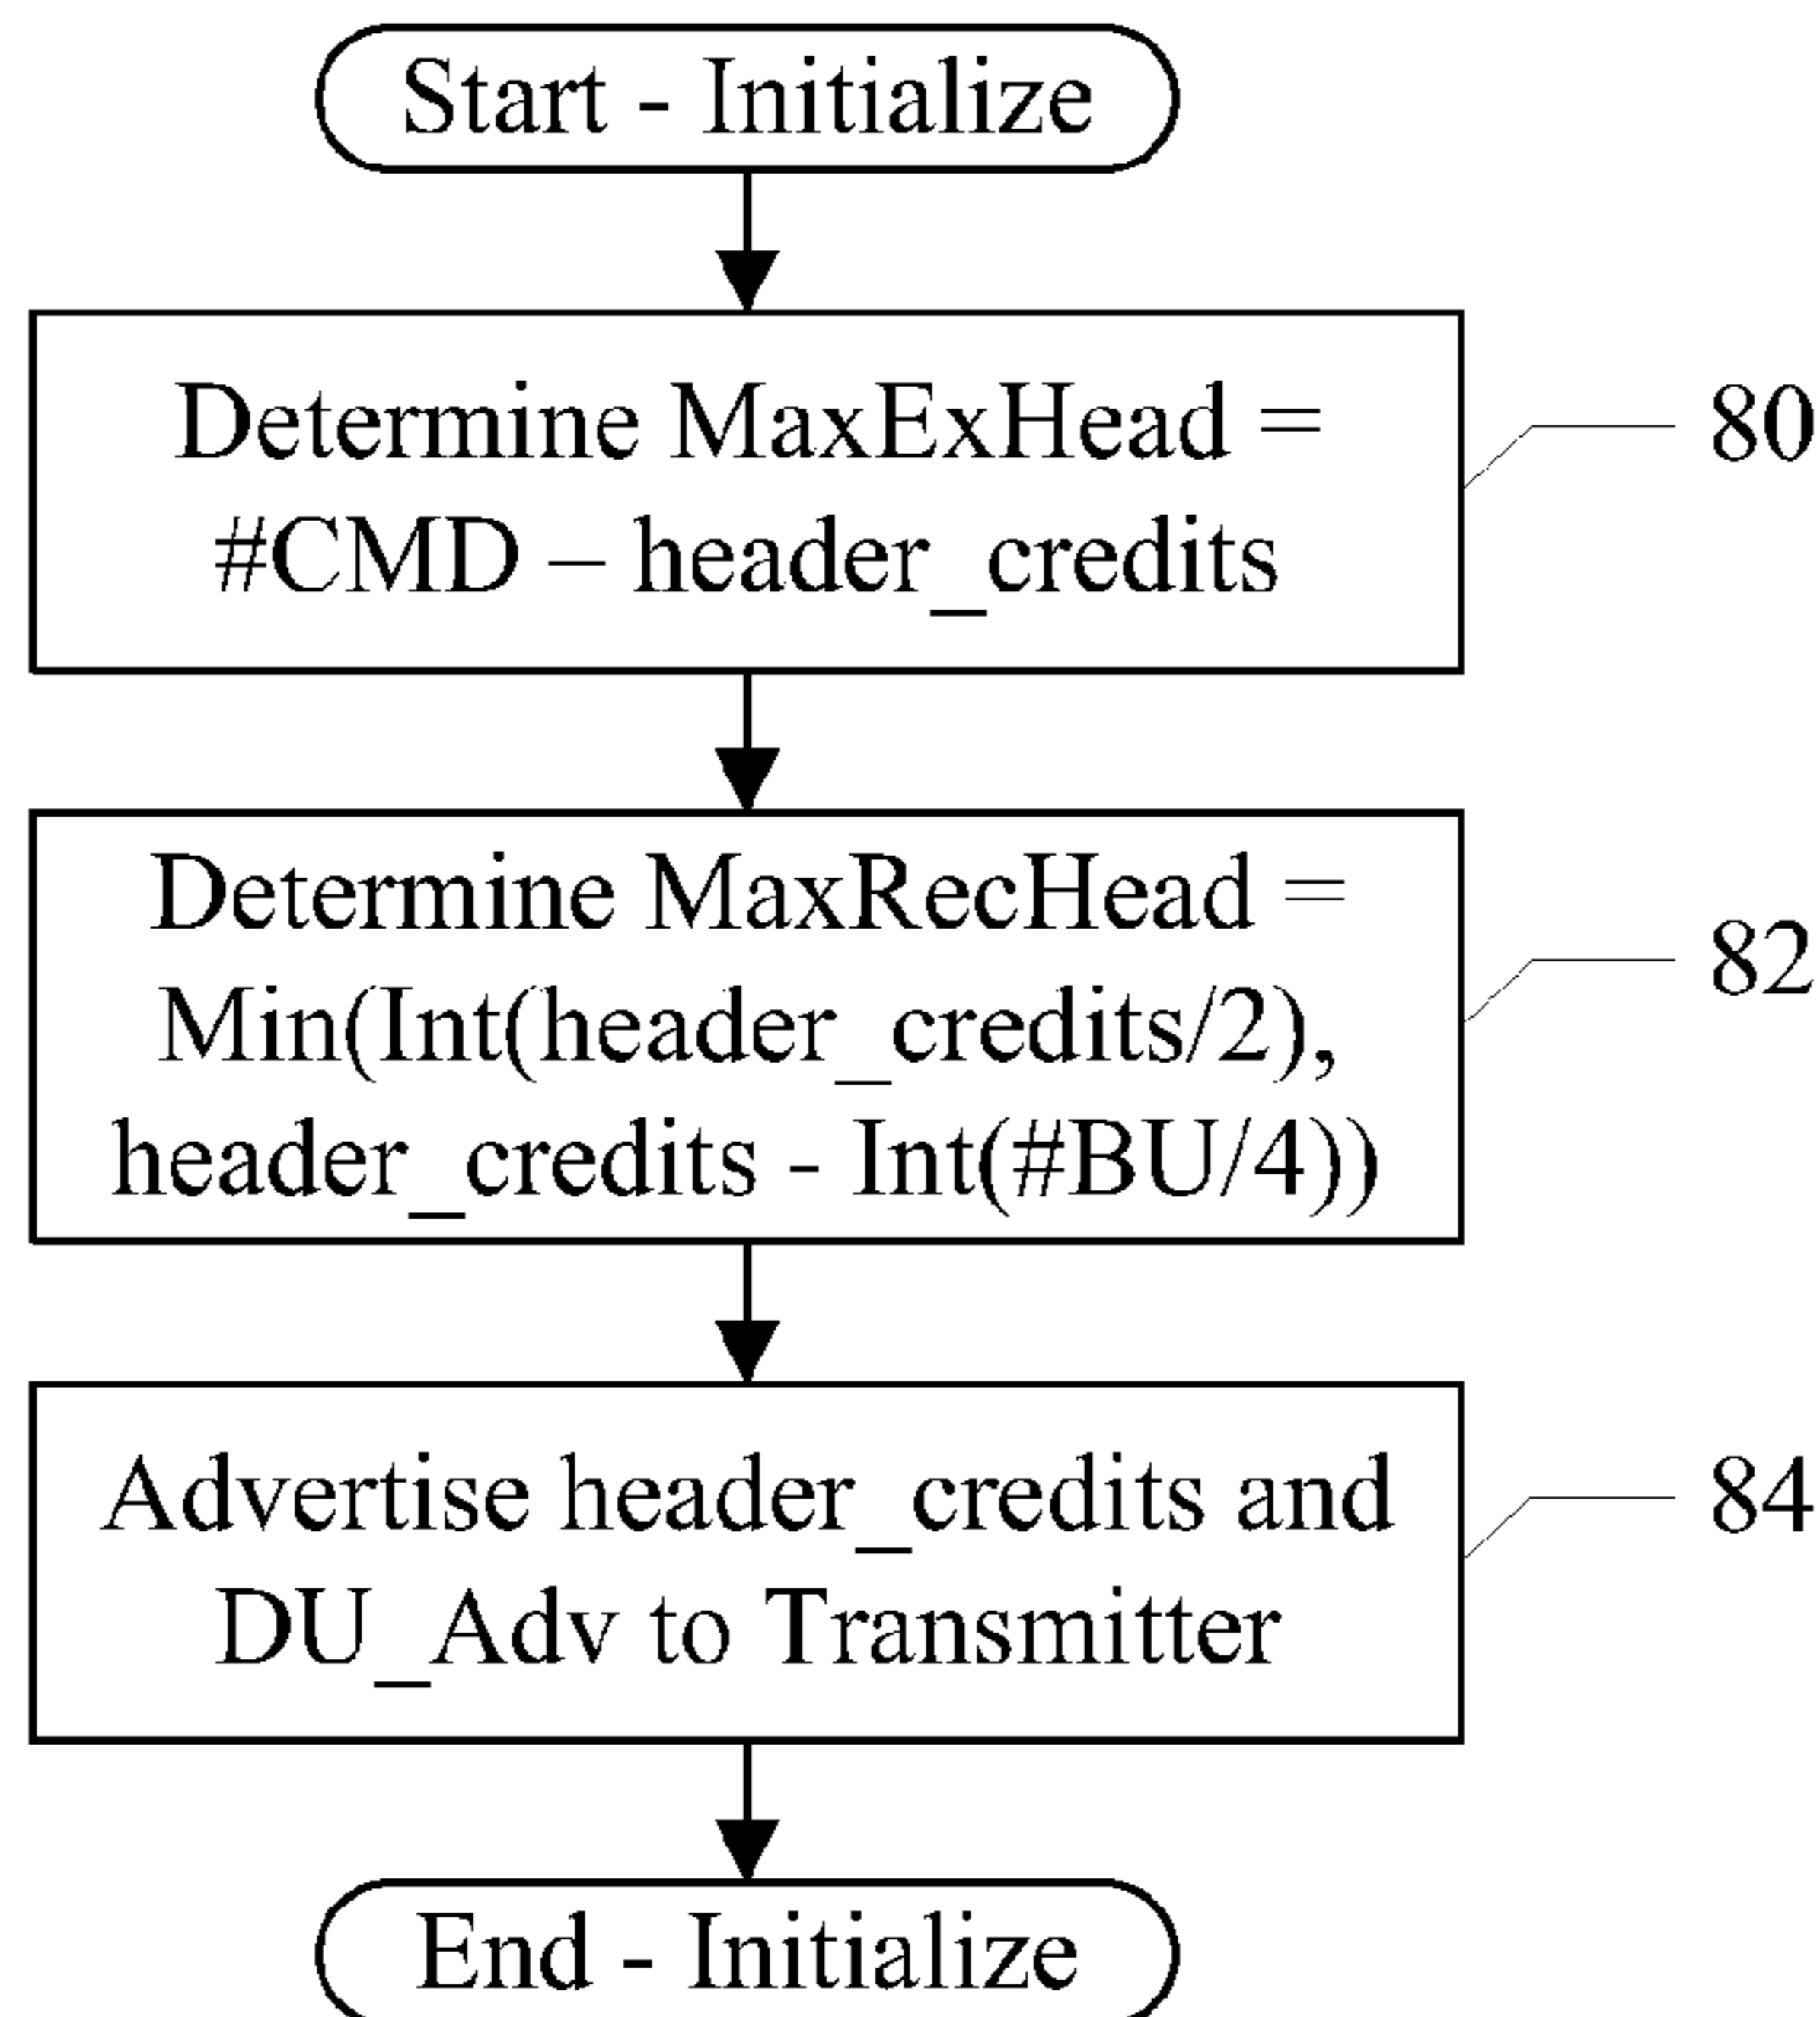 Start - Initialize
Determine MaxExHead =
#CMD – header_credits
80
Determine MaxRecHead =
Min(Int(header_credits/2),
header_credits - Int(#BU/4))
82
Advertise header_credits and
DU_Adv to Transmitter
84
End - Initialize